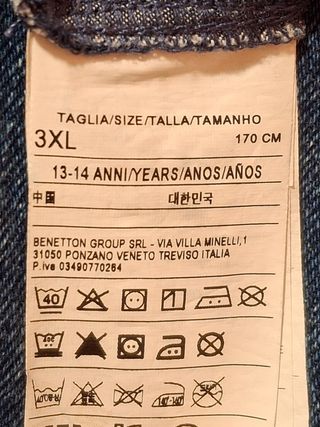 TAGLIA/SIZE/TALLA/TAMANHO
3XL 170 CM
13-14 ANNI/YEARS/ANOS/AÑOS
中国 대한민국
BENETTON GROUP SRL - VIA VILLA MINELLI,1
31050 PONZANO VENETO TREVISO ITALIA
P.iva 03490770264
40